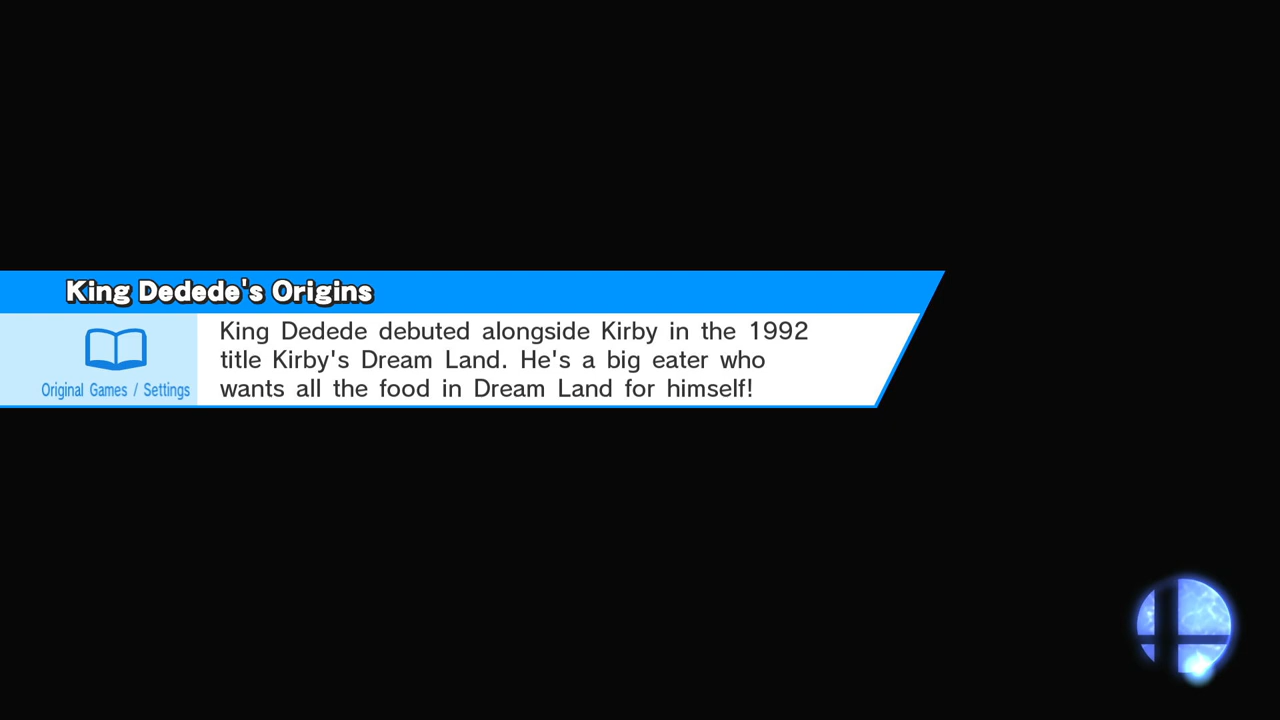 King Dedede's Origins
Original Games / Settings
King Dedede debuted alongside Kirby in the 1992
title Kirby's Dream Land. He's a big eater who
wants all the food in Dream Land for himself!